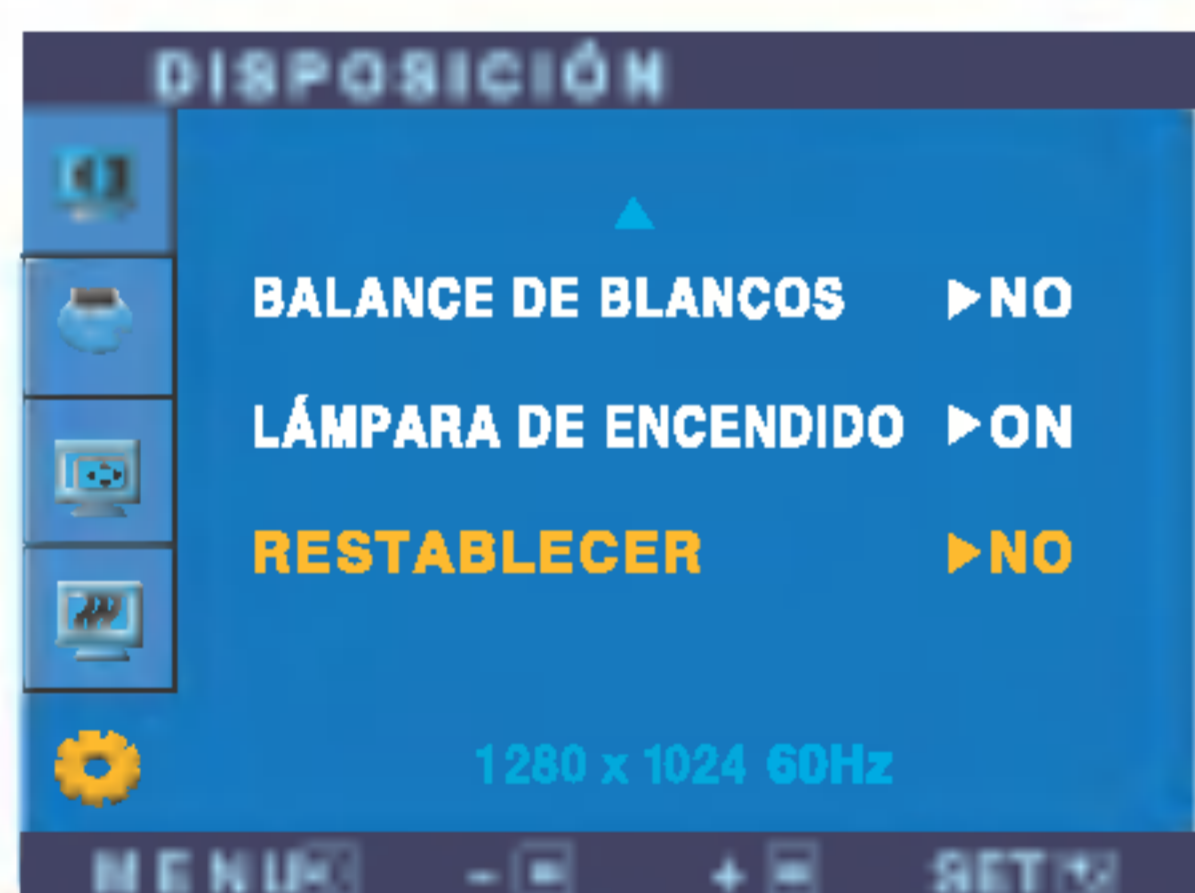 DISPOSICIÓN
BALANCE DE BLANCOS ▶NO
LÁMPARA DE ENCENDIDO ▶ON
RESTABLECER ▶NO
1280 x 1024 60Hz
MENU - + SET